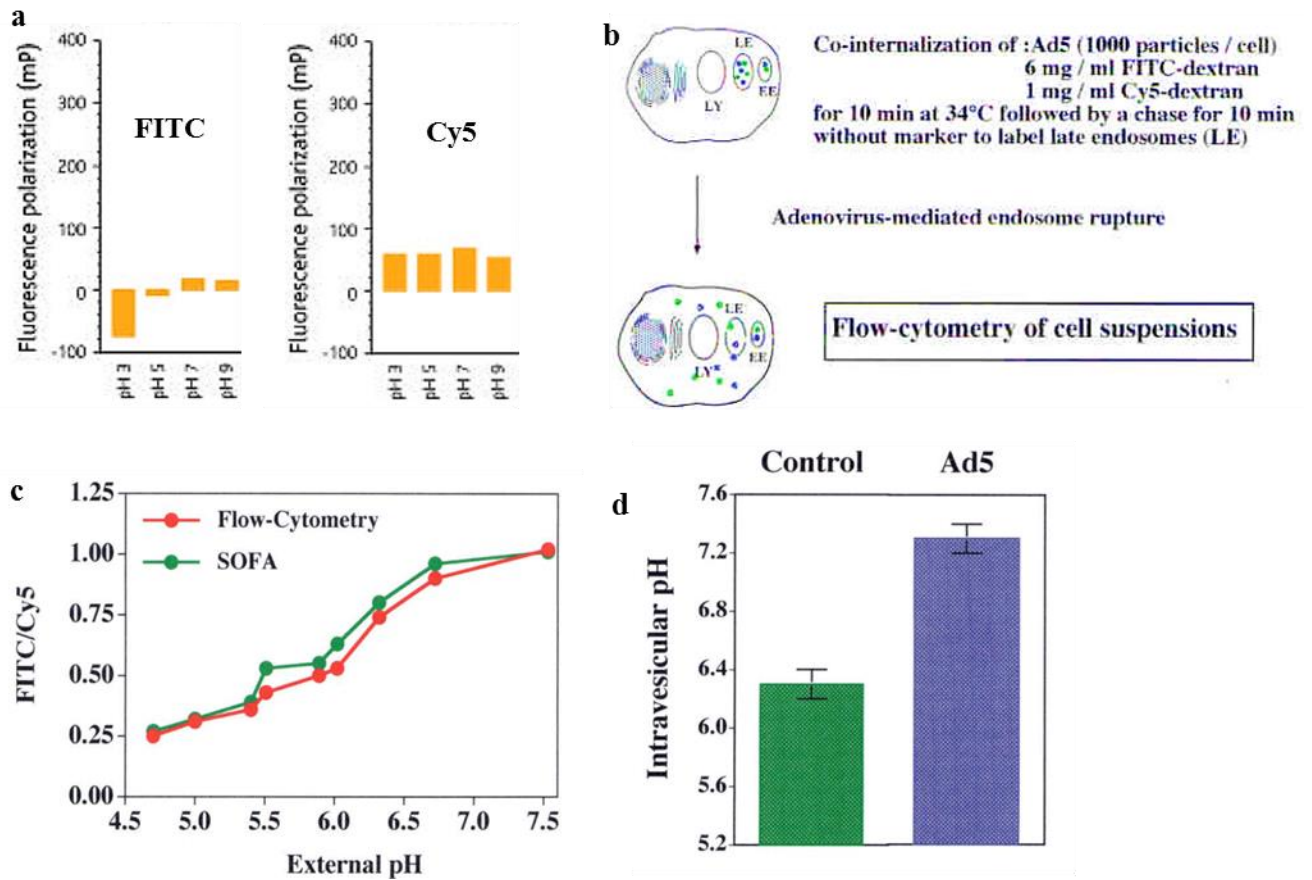 a
400
300
200
100
0
-100
Fluorescence polarization (mP)
FITC
pH 3
pH 5
pH 7
pH 9
400
300
200
100
0
-100
Fluorescence polarization (mP)
Cy5
pH 3
pH 5
pH 7
pH 9
b
LE
EE
LY
Co-internalization of :Ad5 (1000 particles / cell)
6 mg / ml FITC-dextran
1 mg / ml Cy5-dextran
for 10 min at 34°C followed by a chase for 10 min
without marker to label late endosomes (LE)
Adenovirus-mediated endosome rupture
LE
EE
LY
Flow-cytometry of cell suspensions
c
1.25
1.00
0.75
0.50
0.25
0.00
FITC/Cy5
Flow-Cytometry
SOFA
4.5 5.0 5.5 6.0 6.5 7.0 7.5
External pH
d
Control Ad5
7.6
7.2
6.8
6.4
6.0
5.6
5.2
Intravesicular pH